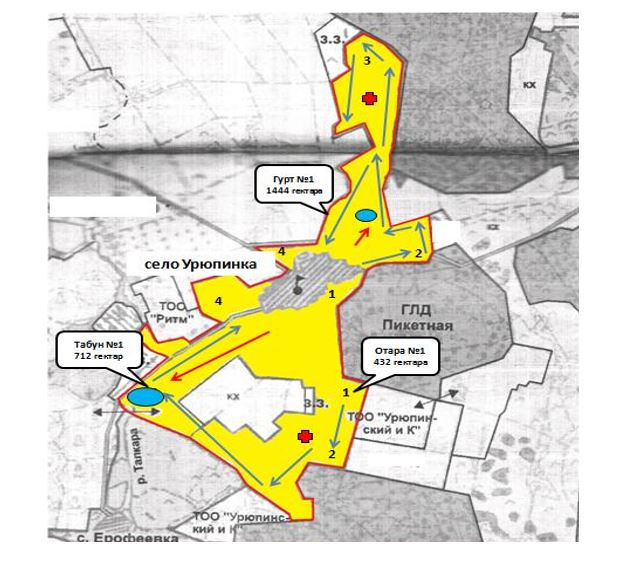 з.з.
3
КХ
Гурт №1
1444 гектара
КХ
4
2
село Урюпинка
4
1
ТОО
"Ритм"
ГЛД
Пикетная
Табун №1
712 гектар
Отара №1
432 гектара
1
КХ
з.з.
ТОО "Урюпин-
ский и К"
2
р. Талкара
ТОО "Урюпинс-
кий и К"
с. Ерофеевка